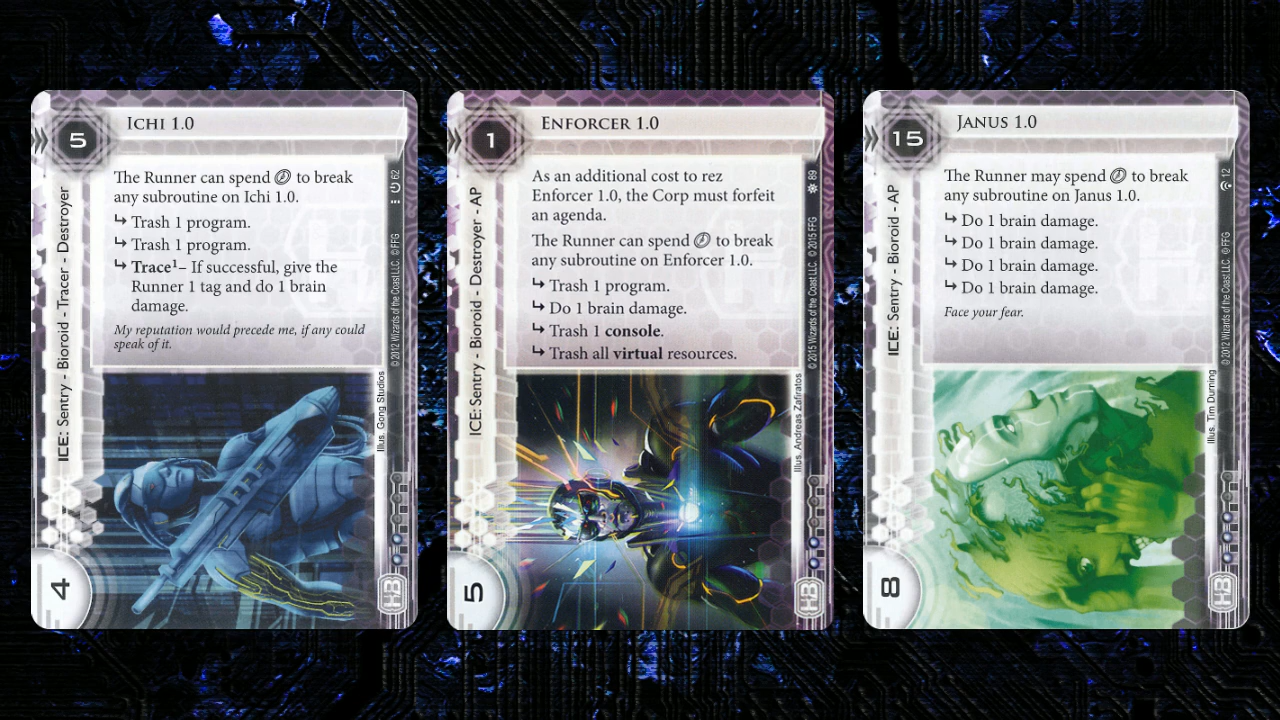 5
ICHI 1.0
The Runner can spend to break
any subroutine on Ichi 1.0.
↳ Trash 1 program.
↳ Trash 1 program.
↳ Trace¹– If successful, give the
Runner 1 tag and do 1 brain
damage.
My reputation would precede me, if any could
speak of it.
ICE: Sentry - Bioroid - Tracer - Destroyer
62
© 2012 Wizards of the Coast LLC. © FFG
Illus. Gong Studios
4
HB
1
ENFORCER 1.0
As an additional cost to rez
Enforcer 1.0, the Corp must forfeit
an agenda.
The Runner can spend to break
any subroutine on Enforcer 1.0.
↳ Trash 1 program.
↳ Do 1 brain damage.
↳ Trash 1 console.
↳ Trash all virtual resources.
ICE: Sentry - Bioroid - Destroyer - AP
89
© 2015 Wizards of the Coast LLC. © 2015 FFG
Illus. Andreas Zafiratos
5
HB
15
JANUS 1.0
The Runner may spend to break
any subroutine on Janus 1.0.
↳ Do 1 brain damage.
↳ Do 1 brain damage.
↳ Do 1 brain damage.
↳ Do 1 brain damage.
Face your fear.
ICE: Sentry - Bioroid - AP
12
© 2012 Wizards of the Coast LLC. © FFG
Illus. Tim Durning
8
HB